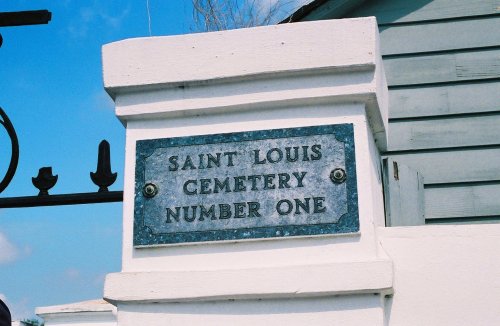 SAINT LOUIS
CEMETERY
NUMBER ONE